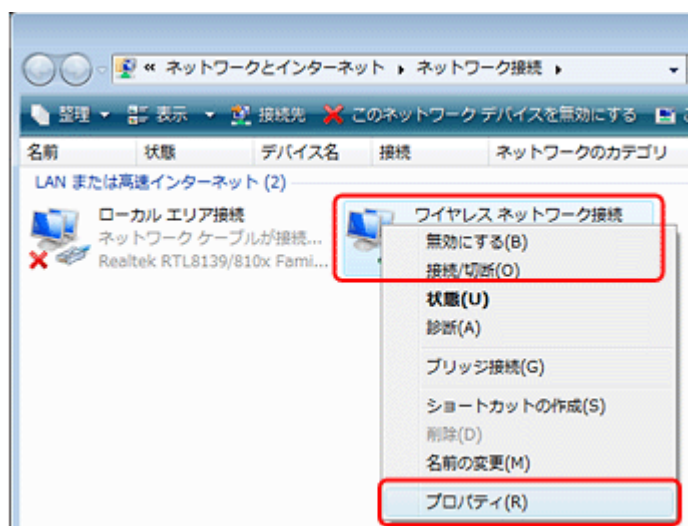 « ネットワークとインターネット ▸ ネットワーク接続 ▸
整理 表示 接続先 このネットワーク デバイスを無効にする
名前 状態 デバイス名 接続 ネットワークのカテゴリ
LAN または高速インターネット (2)
ローカル エリア接続
ネットワーク ケーブルが接続...
Realtek RTL8139/810x Fami...
ワイヤレス ネットワーク接続
無効にする(B)
接続/切断(O)
状態(U)
診断(A)
ブリッジ接続(G)
ショートカットの作成(S)
削除(D)
名前の変更(M)
プロパティ(R)